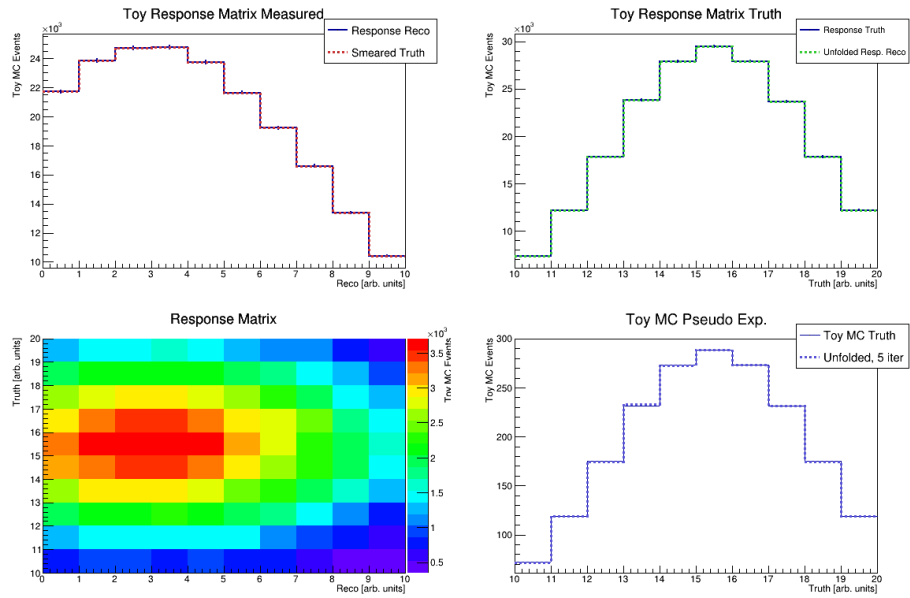 Toy Response Matrix Measured
×10³
Toy MC Events
Response Reco
Smeared Truth
24
22
20
18
16
14
12
10
0 1 2 3 4 5 6 7 8 9 10
Reco [arb. units]
Toy Response Matrix Truth
×10³
Toy MC Events
Response Truth
Unfolded Resp. Reco
30
25
20
15
10
10 11 12 13 14 15 16 17 18 19 20
Truth [arb. units]
Response Matrix
Truth [arb. units]
20
19
18
17
16
15
14
13
12
11
10
0 1 2 3 4 5 6 7 8 9 10
Reco [arb. units]
×10³
Toy MC Events
3.5
3
2.5
2
1.5
1
0.5
Toy MC Pseudo Exp.
Toy MC Events
Toy MC Truth
Unfolded, 5 iter
300
250
200
150
100
10 11 12 13 14 15 16 17 18 19 20
Truth [arb. units]